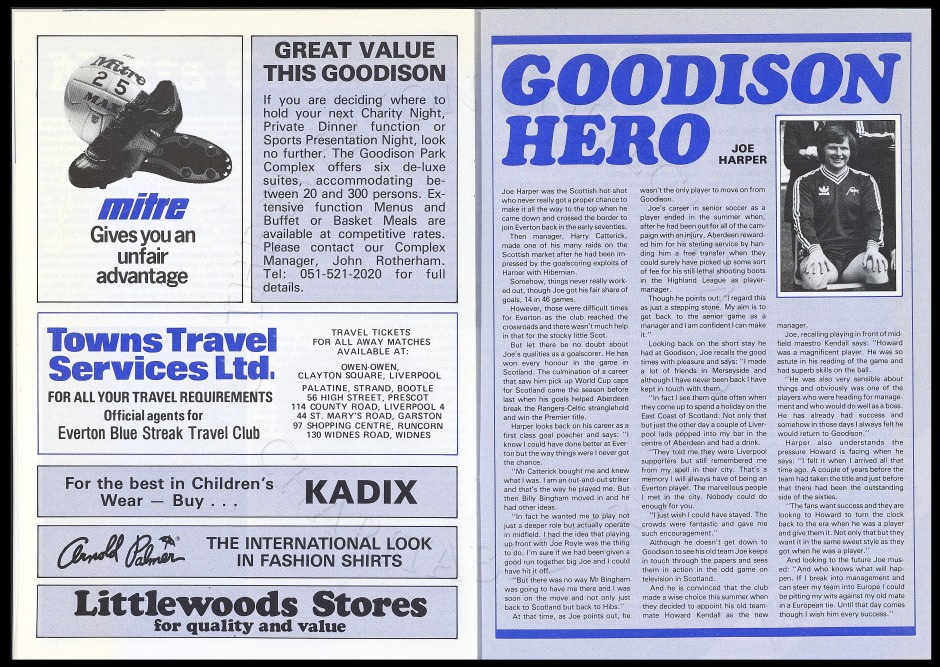 Mitre
25
MA
mitre
Gives you an
unfair
advantage
GREAT VALUE
THIS GOODISON
If you are deciding where to
hold your next Charity Night,
Private Dinner function or
Sports Presentation Night, look
no further. The Goodison Park
Complex offers six de-luxe
suites, accommodating be-
tween 20 and 300 persons. Ex-
tensive function Menus and
Buffet or Basket Meals are
available at competitive rates.
Please contact our Complex
Manager, John Rotherham.
Tel: 051-521-2020 for full
details.
Towns Travel
Services Ltd.
FOR ALL YOUR TRAVEL REQUIREMENTS
Official agents for
Everton Blue Streak Travel Club
TRAVEL TICKETS
FOR ALL AWAY MATCHES
AVAILABLE AT:
OWEN-OWEN,
CLAYTON SQUARE, LIVERPOOL
PALATINE, STRAND, BOOTLE
56 HIGH STREET, PRESCOT
114 COUNTY ROAD, LIVERPOOL 4
44 ST. MARY'S ROAD, GARSTON
97 SHOPPING CENTRE, RUNCORN
130 WIDNES ROAD, WIDNES
For the best in Children's
Wear — Buy . . .
KADIX
Arnold Palmer
THE INTERNATIONAL LOOK
IN FASHION SHIRTS
Littlewoods Stores
for quality and value
GOODISON
HERO
JOE
HARPER
Joe Harper was the Scottish hot-shot
who never really got a proper chance to
make it all the way to the top when he
came down and crossed the border to
join Everton back in the early seventies.
Then manager, Harry Catterick,
made one of his many raids on the
Scottish market after he had been im-
pressed by the goalscoring exploits of
Harper with Hibernian.
Somehow, things never really work-
ed out, though Joe got his fair share of
goals, 14 in 46 games.
However, those were difficult times
for Everton as the club reached the
crossroads and there wasn't much help
in that for the stocky little Scot.
But let there be no doubt about
Joe's qualities as a goalscorer. He has
won every honour in the game in
Scotland. The culmination of a career
that saw him pick up World Cup caps
for Scotland came the season before
last when his goals helped Aberdeen
break the Rangers-Celtic stranglehold
and win the Premier title.
Harper looks back on his career as a
first class goal poacher and says: "I
know I could have done better at Ever-
ton but the way things were I never got
the chance.
"Mr Catterick bought me and knew
what I was. I am an out-and-out striker
and that's the way he played me. But
then Billy Bingham moved in and he
had other ideas.
"In fact he wanted me to play not
just a deeper role but actually operate
in midfield. I had the idea that playing
up-front with Joe Royle was the thing
to do. I'm sure if we had been given a
good run together big Joe and I could
have hit it off.
"But there was no way Mr Bingham
was going to have me there and I was
soon on the move and not only just
back to Scotland but back to Hibs."
At that time, as Joe points out, he
wasn't the only player to move on from
Goodison.
Joe's career in senior soccer as a
player ended in the summer when,
after he had been out for all of the cam-
paign with an injury, Aberdeen reward-
ed him for his sterling service by han-
ding him a free transfer when they
could surely have picked up some sort
of fee for his still lethal shooting boots
in the Highland League as player-
manager.
Though he points out: "I regard this
as just a stepping stone. My aim is to
get back to the senior game as a
manager and I am confident I can make
it."
Looking back on the short stay he
had at Goodison, Joe recalls the good
times with pleasure and says: "I made
a lot of friends in Merseyside and
although I have never been back I have
kept in touch with them.
"In fact I see them quite often when
they come up to spend a holiday on the
East Coast of Scotland. Not only that
but just the other day a couple of Liver-
pool lads popped into my bar in the
centre of Aberdeen and had a drink.
"They told me they were Liverpool
supporters but still remembered me
from my spell in their city. That's a
memory I will always have of being an
Everton player. The marvellous people
I met in the city. Nobody could do
enough for you.
"I just wish I could have stayed. The
crowds were fantastic and gave me
such encouragement."
Although he doesn't get down to
Goodison to see his old team Joe keeps
in touch through the papers and sees
them in action in the odd game on
television in Scotland.
And he is convinced that the club
made a wise choice this summer when
they decided to appoint his old team-
mate Howard Kendall as the new
manager.
Joe, recalling playing in front of mid-
field maestro Kendall says: "Howard
was a magnificent player. He was so
astute in his reading of the game and
had superb skills on the ball.
"He was also very sensible about
things and obviously was one of the
players who were heading for manage-
ment and who would do well as a boss.
He has already had success and
somehow in those days I always felt he
would return to Goodison."
Harper also understands the
pressure Howard is facing when he
says: "I felt it when I arrived all that
time ago. A couple of years before the
team had taken the title and just before
that there had been the outstanding
side of the sixties.
"The fans want success and they are
looking to Howard to turn the clock
back to the era when he was a player
and give them it. Not only that but they
want it in the same sweet style as they
got when he was a player."
And looking to the future Joe mus-
ed: "And who knows what will hap-
pen. If I break into management and
can steer my team into Europe I could
be pitting my wits against my old mate
in a European tie. Until that day comes
though I wish him every success."